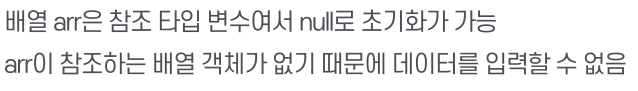 배열 arr은 참조 타입 변수여서 null로 초기화가 가능
arr이 참조하는 배열 객체가 없기 때문에 데이터를 입력할 수 없음